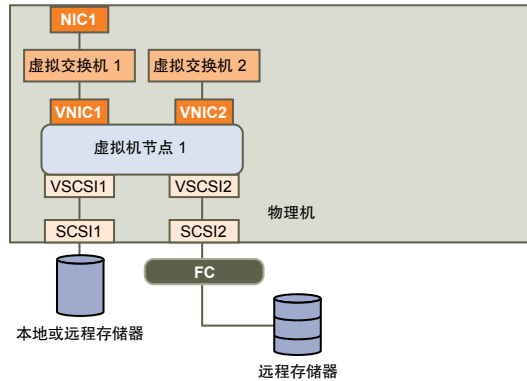 NIC1
虚拟交换机 1
虚拟交换机 2
VNIC1
VNIC2
虚拟机节点 1
VSCSI1
VSCSI2
物理机
SCSI1
SCSI2
FC
本地或远程存储器
远程存储器